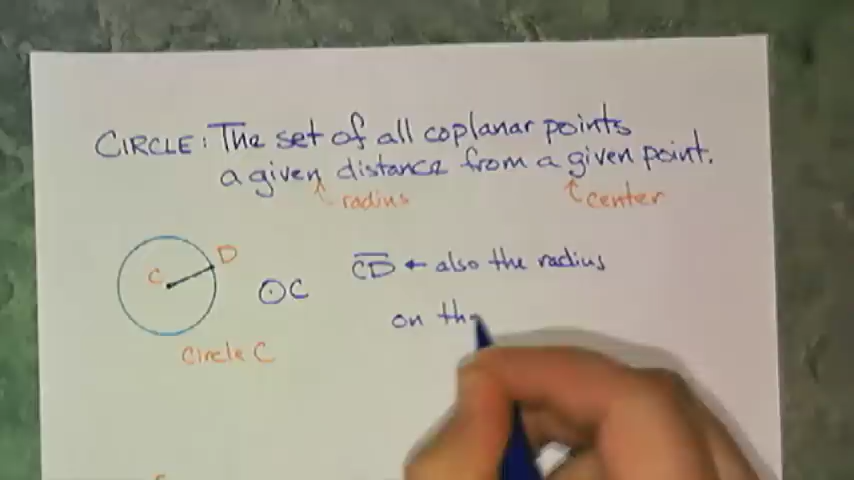 CIRCLE: The set of all coplanar points
a given distance from a given point.
radius
center
C
D
⊙C
C̅D̅ ← also the radius
on th
Circle C